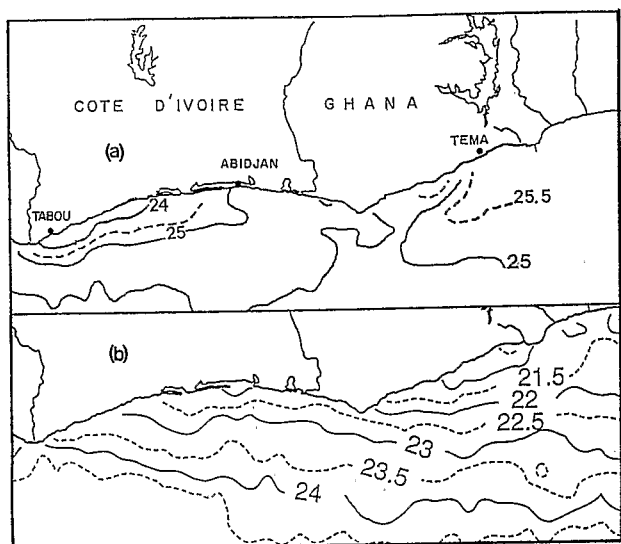 COTE D'IVOIRE
GHANA
(a)
TEMA
ABIDJAN
24
25.5
TABOU
25
25
(b)
21.5
22
22.5
23
23.5
24